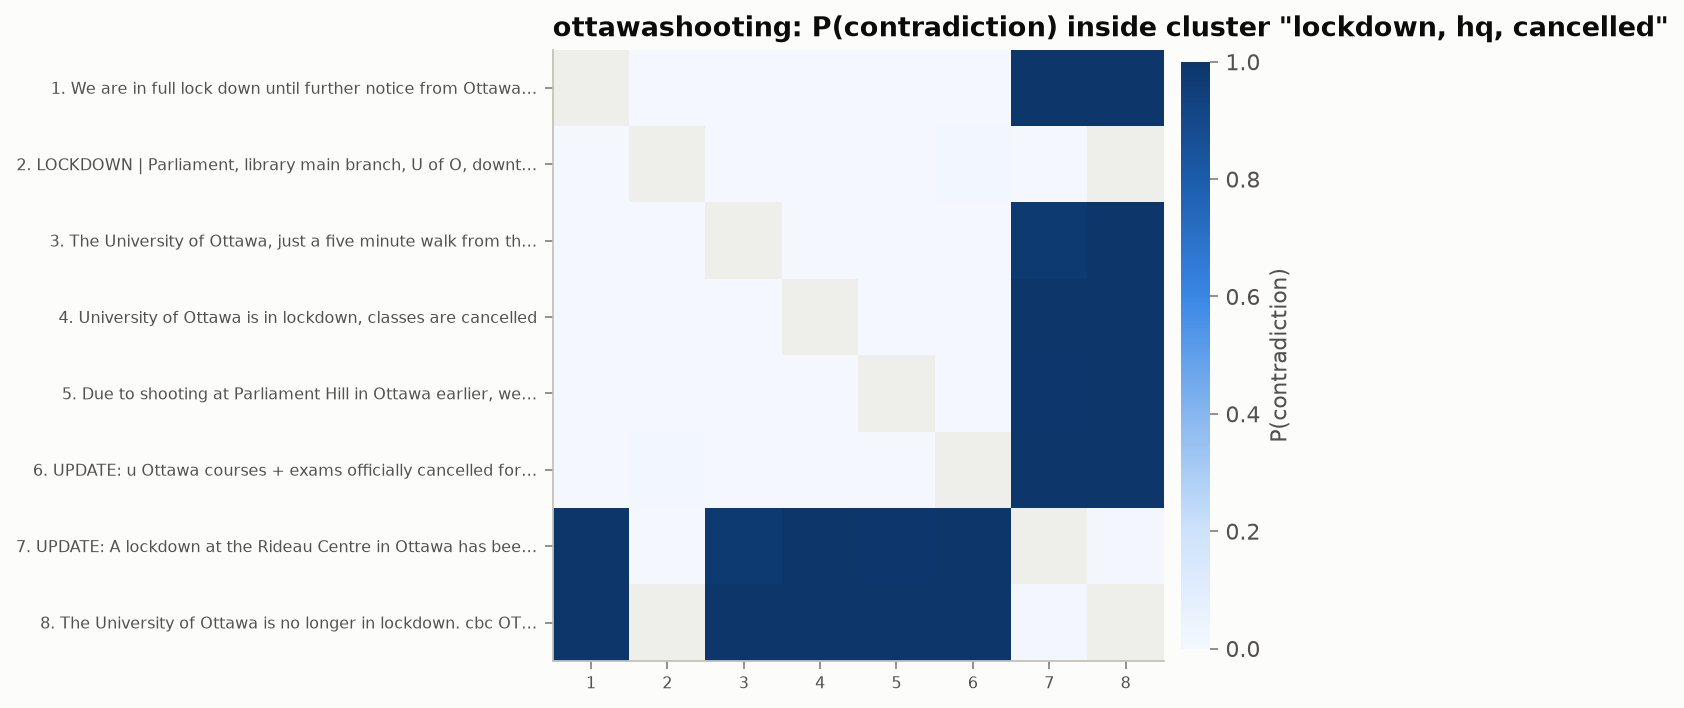 ottawashooting: P(contradiction) inside cluster "lockdown, hq, cancelled"
1. We are in full lock down until further notice from Ottawa...
2. LOCKDOWN | Parliament, library main branch, U of O, downt...
3. The University of Ottawa, just a five minute walk from th...
4. University of Ottawa is in lockdown, classes are cancelled
5. Due to shooting at Parliament Hill in Ottawa earlier, we...
6. UPDATE: u Ottawa courses + exams officially cancelled for...
7. UPDATE: A lockdown at the Rideau Centre in Ottawa has bee...
8. The University of Ottawa is no longer in lockdown. cbc OT...
1 2 3 4 5 6 7 8
1.0
0.8
0.6
0.4
0.2
0.0
P(contradiction)